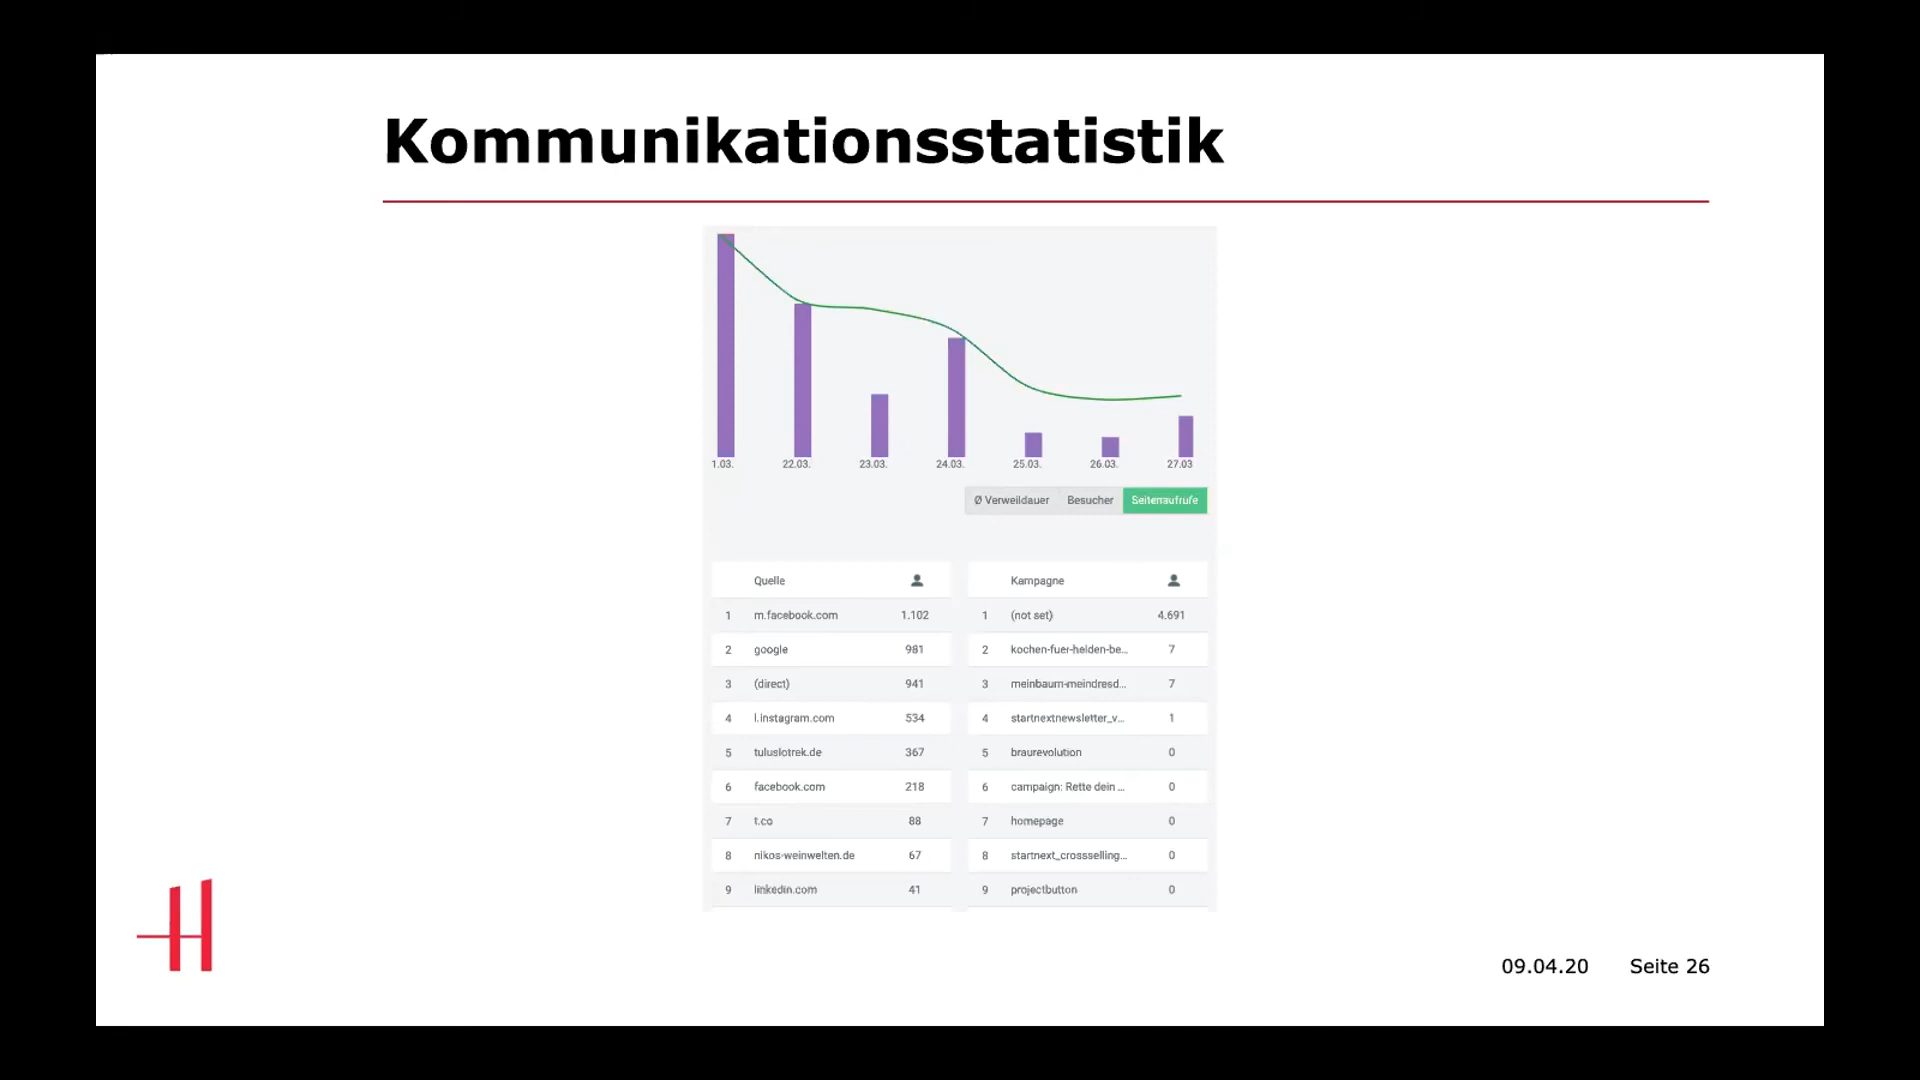 Kommunikationsstatistik
1.03. 22.03. 23.03. 24.03. 25.03. 26.03. 27.03
Ø Verweildauer Besucher Seitenaufrufe
Quelle
1 m.facebook.com 1.102
2 google 981
3 (direct) 941
4 l.instagram.com 534
5 tuluslotrek.de 367
6 facebook.com 218
7 t.co 88
8 nikos-weinwelten.de 67
9 linkedin.com 41
Kampagne
1 (not set) 4.691
2 kochen-fuer-helden-be... 7
3 meinbaum-meindresd... 7
4 startnextnewsletter_v... 1
5 braurevolution 0
6 campaign: Rette dein ... 0
7 homepage 0
8 startnext_crossselling... 0
9 projectbutton 0
09.04.20 Seite 26